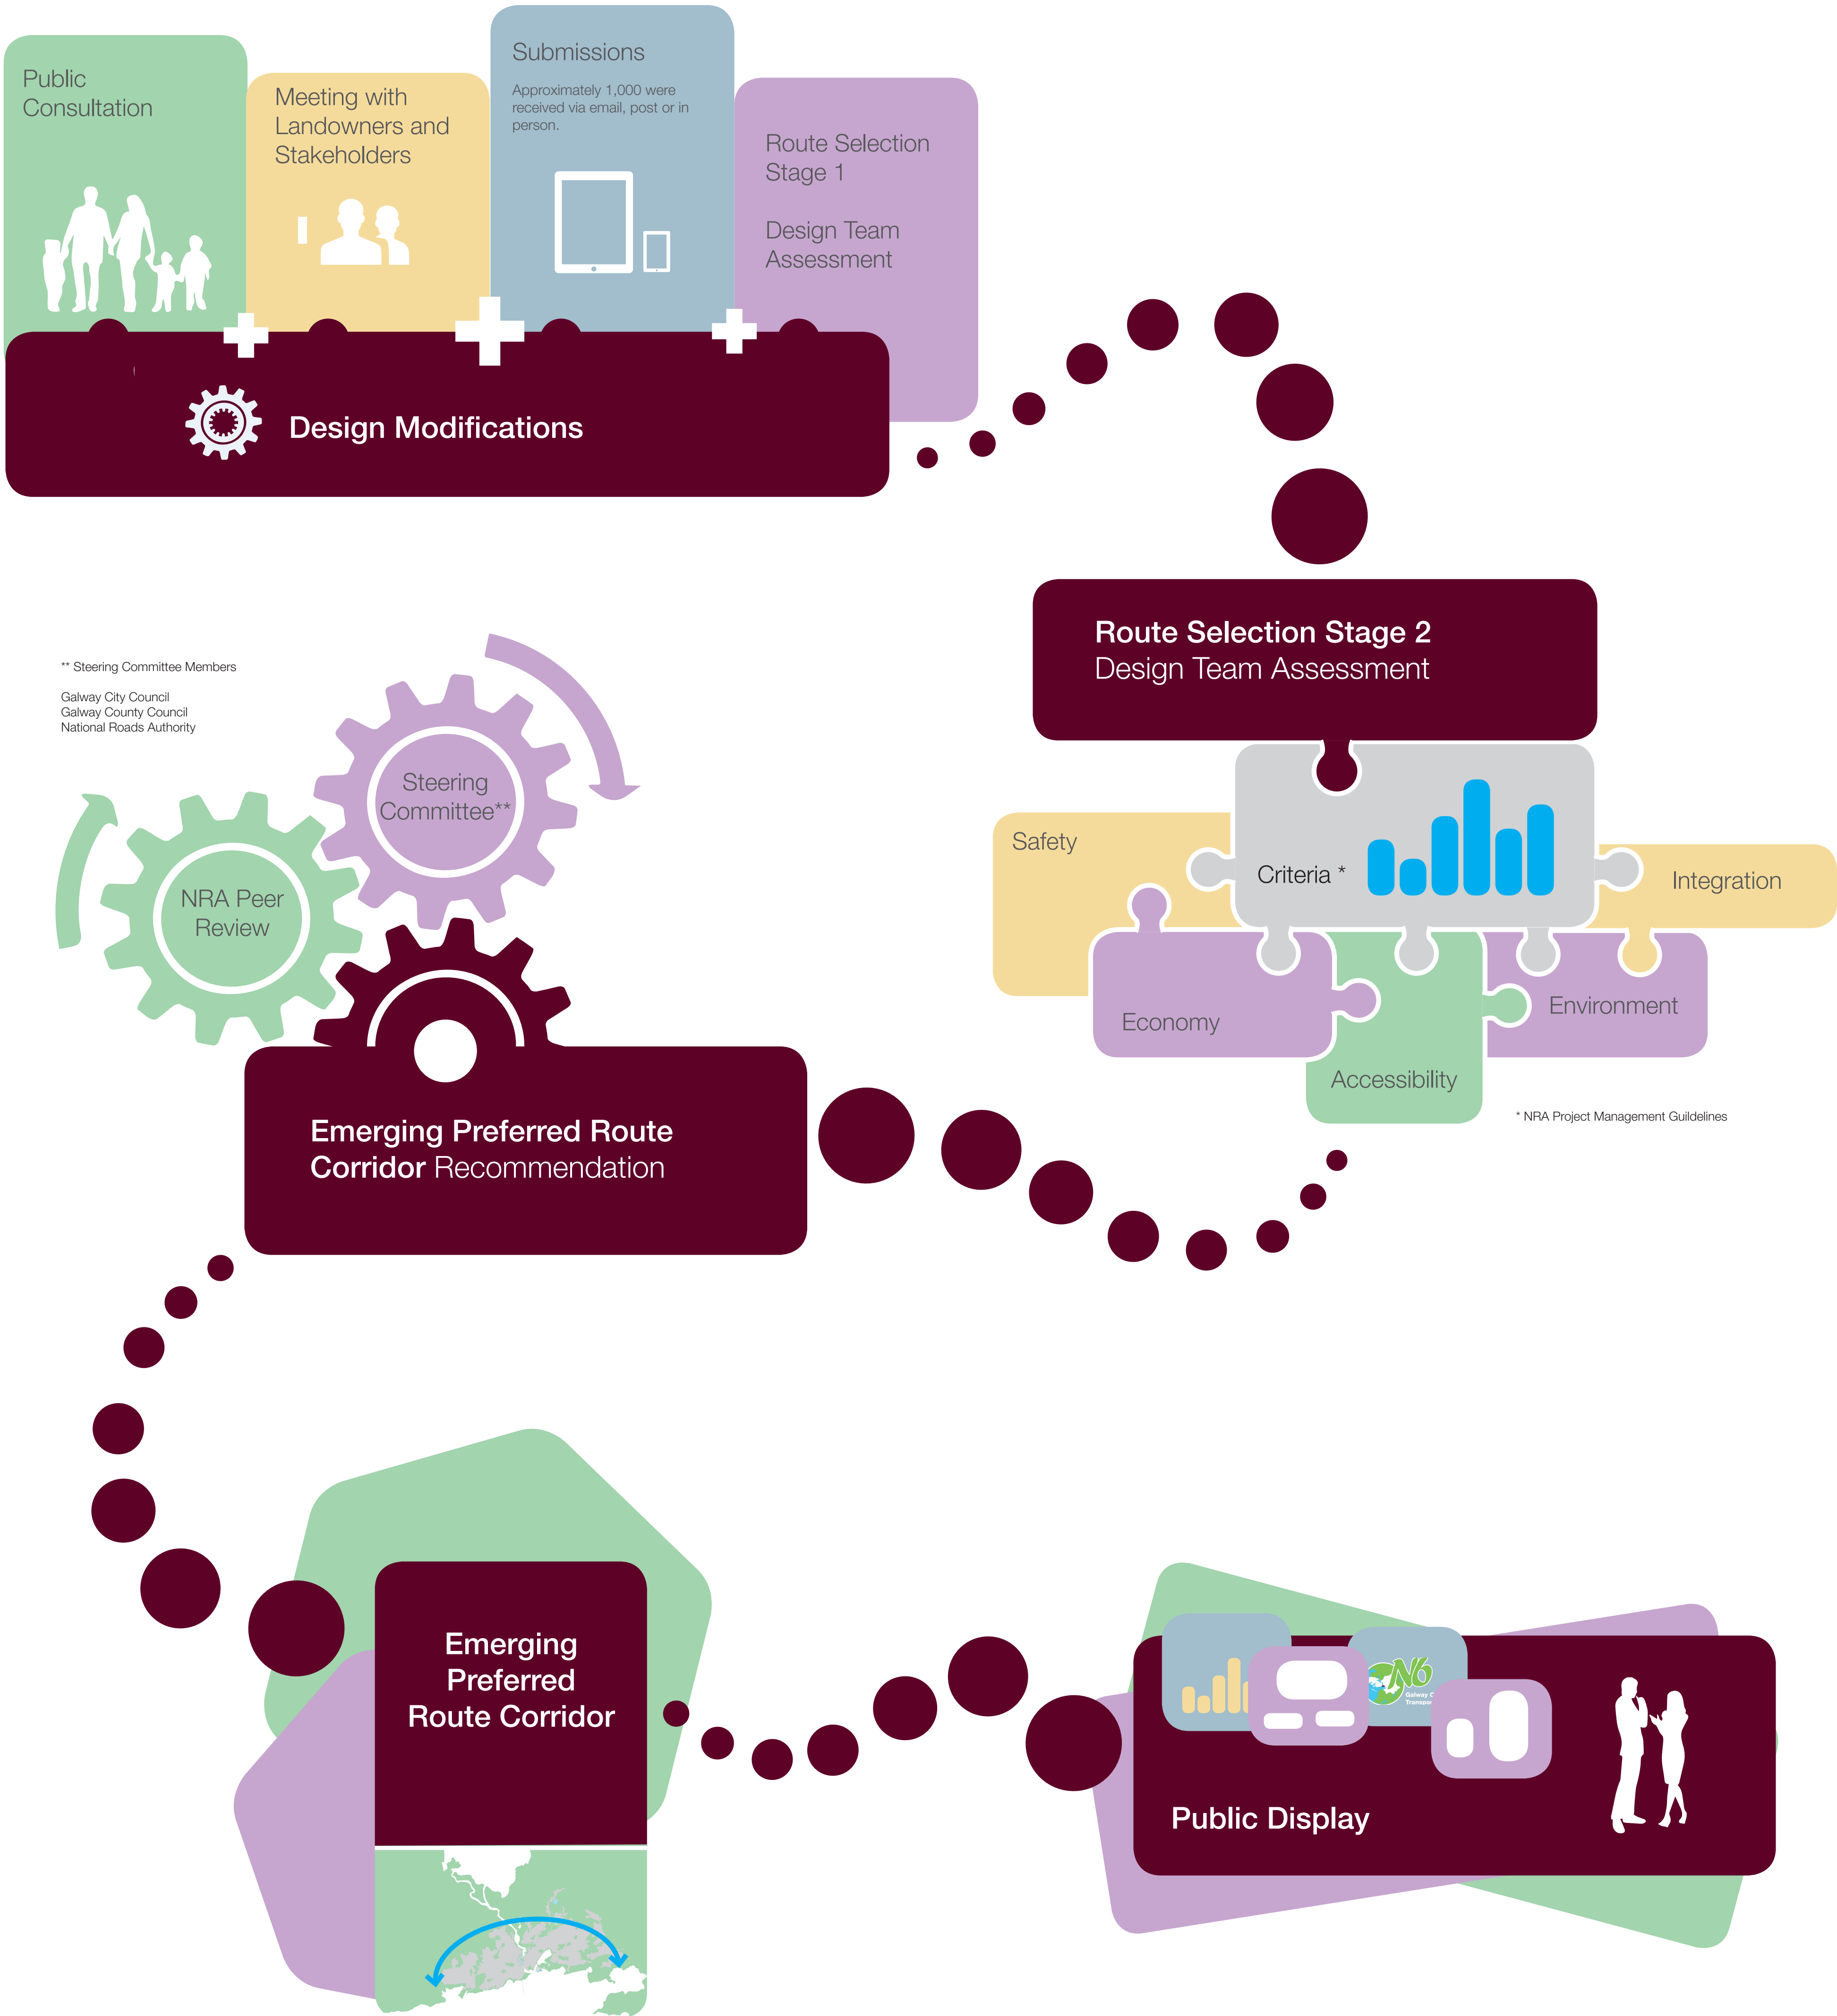 Public
Consultation
Meeting with
Landowners and
Stakeholders
Submissions
Approximately 1,000 were
received via email, post or in
person.
Route Selection
Stage 1
Design Team
Assessment
Design Modifications
Route Selection Stage 2
Design Team Assessment
Criteria *
Safety
Integration
Economy
Environment
Accessibility
* NRA Project Management Guildelines
** Steering Committee Members
Galway City Council
Galway County Council
National Roads Authority
Steering
Committee**
NRA Peer
Review
Emerging Preferred Route
Corridor Recommendation
Emerging
Preferred
Route Corridor
N6
Galway C
Transpor
Public Display